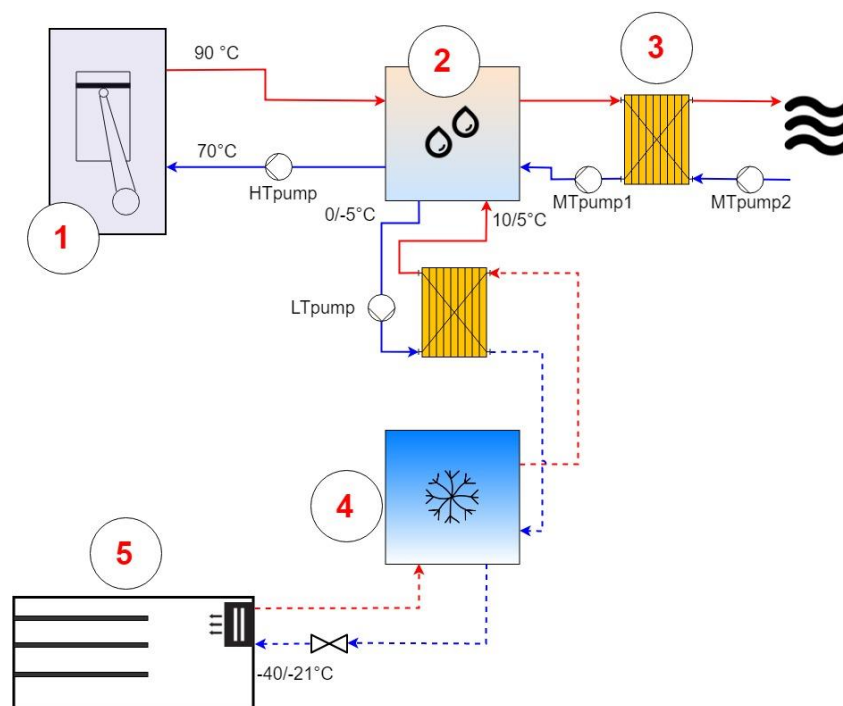 90 °C
2
3
70°C
HTpump
MTpump1
MTpump2
1
0/-5°C
10/5°C
LTpump
4
5
-40/-21°C